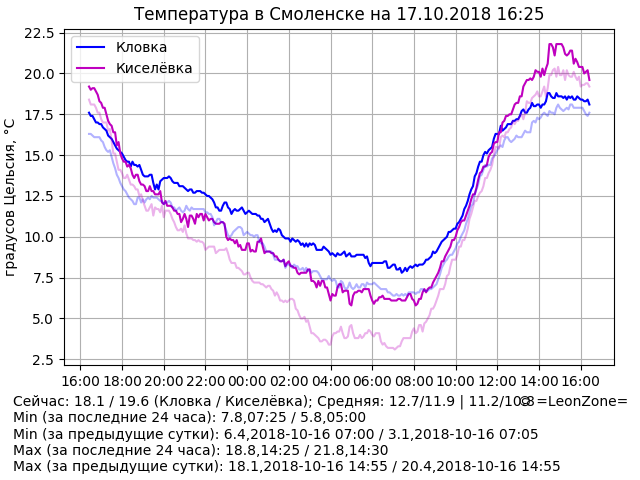 Температура в Смоленске на 17.10.2018 16:25
22.5
20.0
17.5
15.0
12.5
10.0
7.5
5.0
2.5
градусов Цельсия, °C
Кловка
Киселёвка
16:00 18:00 20:00 22:00 00:00 02:00 04:00 06:00 08:00 10:00 12:00 14:00 16:00
Сейчас: 18.1 / 19.6 (Кловка / Киселёвка); Средняя: 12.7/11.9 | 11.2/10.8 =LeonZone=
Min (за последние 24 часа): 7.8,07:25 / 5.8,05:00
Min (за предыдущие сутки): 6.4,2018-10-16 07:00 / 3.1,2018-10-16 07:05
Max (за последние 24 часа): 18.8,14:25 / 21.8,14:30
Max (за предыдущие сутки): 18.1,2018-10-16 14:55 / 20.4,2018-10-16 14:55